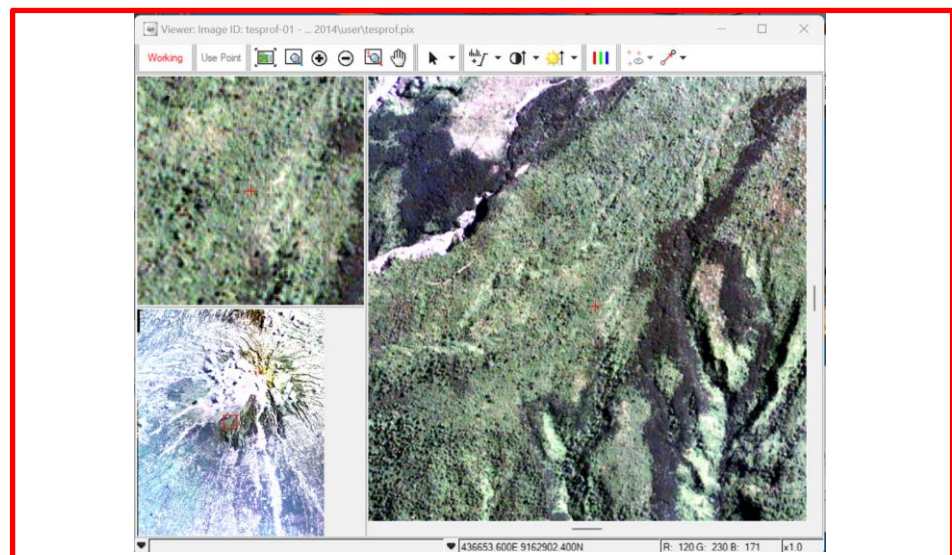 Viewer: Image ID: tesprof-01 - ... 2014\user\tesprof.pix
Working Use Point
436653.600E 9162902.400N R: 120 G: 230 B: 171 x1.0